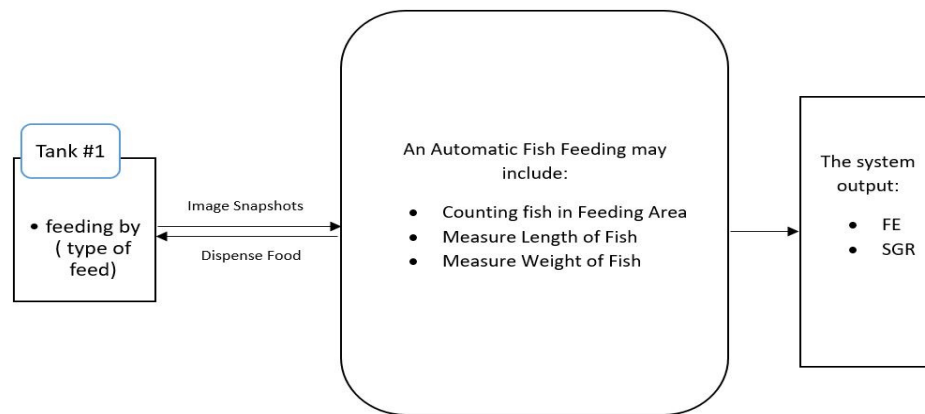 Tank #1
• feeding by
( type of
feed)
Image Snapshots
Dispense Food
An Automatic Fish Feeding may
include:
• Counting fish in Feeding Area
• Measure Length of Fish
• Measure Weight of Fish
The system
output:
• FE
• SGR